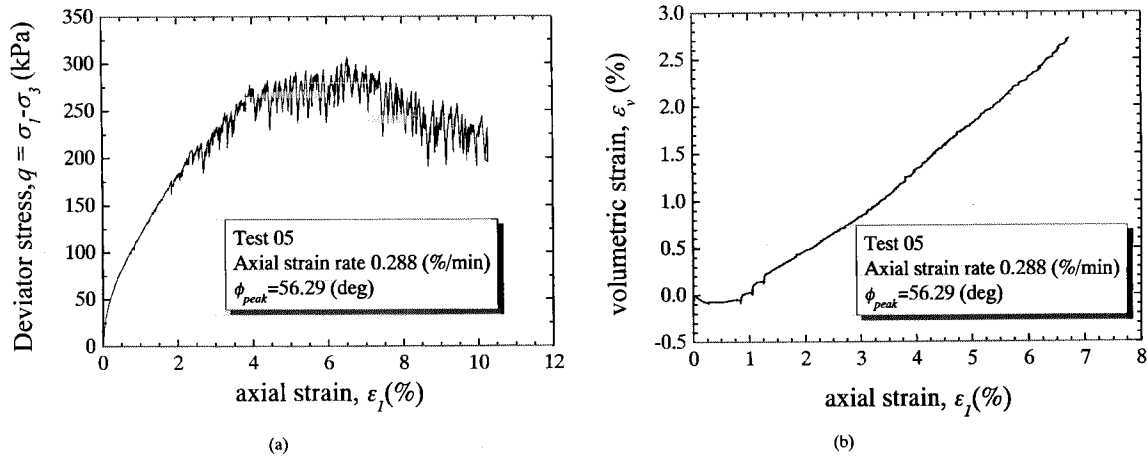 Deviator stress, q = σ1-σ3 (kPa)
350
300
250
200
150
100
50
0
Test 05
Axial strain rate 0.288 (%/min)
ϕpeak=56.29 (deg)
0 2 4 6 8 10 12
axial strain, ε1(%)
(a)
volumetric strain, εv (%)
3.0
2.5
2.0
1.5
1.0
0.5
0.0
-0.5
Test 05
Axial strain rate 0.288 (%/min)
ϕpeak=56.29 (deg)
0 1 2 3 4 5 6 7 8
axial strain, ε1(%)
(b)